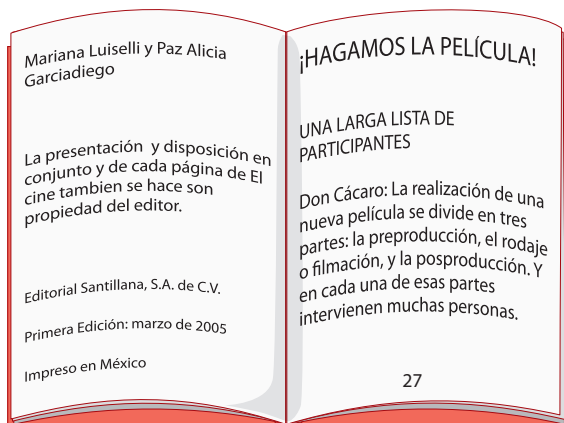 Mariana Luiselli y Paz Alicia
Garciadiego
La presentación y disposición en
conjunto y de cada página de El
cine tambien se hace son
propiedad del editor.
Editorial Santillana, S.A. de C.V.
Primera Edición: marzo de 2005
Impreso en México
¡HAGAMOS LA PELÍCULA!
UNA LARGA LISTA DE
PARTICIPANTES
Don Cácaro: La realización de una
nueva película se divide en tres
partes: la preproducción, el rodaje
o filmación, y la posproducción. Y
en cada una de esas partes
intervienen muchas personas.
27